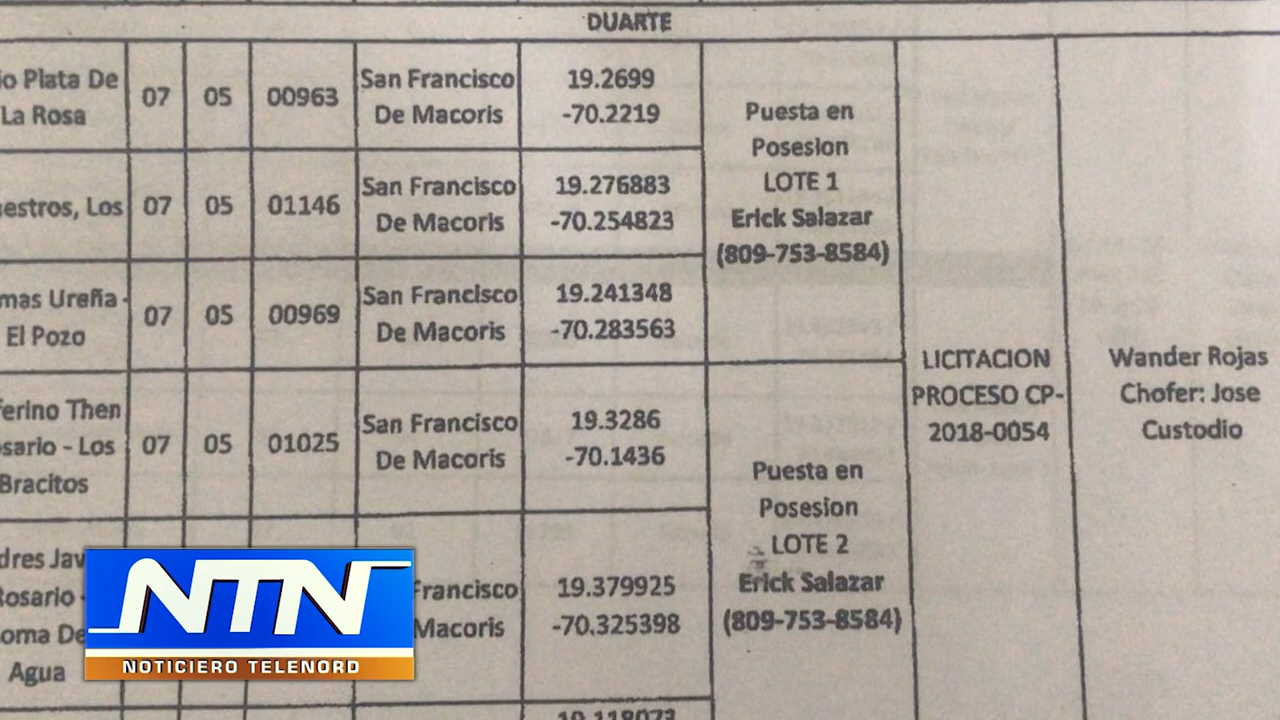 DUARTE
Plata De
La Rosa
07
05
00963
San Francisco
De Macoris
19.2699
-70.2219
Puesta en
Posesion
LOTE 1
Erick Salazar
(809-753-8584)
Los
07
05
01146
San Francisco
De Macoris
19.276883
-70.254823
mas Ureña -
El Pozo
07
05
00969
San Francisco
De Macoris
19.241348
-70.283563
LICITACION
PROCESO CP-
2018-0054
Wander Rojas
Chofer: Jose
Custodio
ferino Then
sario - Los
Bracitos
07
05
01025
San Francisco
De Macoris
19.3286
-70.1436
Puesta en
Posesion
LOTE 2
Erick Salazar
(809-753-8584)
dres Jav
Rosario
oma De
Agua
Francisco
Macoris
19.379925
-70.325398
NTN
NOTICIERO TELENORD